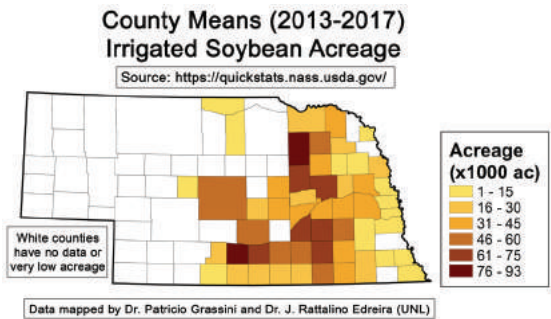 County Means (2013-2017)
Irrigated Soybean Acreage
Source: https://quickstats.nass.usda.gov/
Acreage
(x1000 ac)
1 - 15
16 - 30
31 - 45
46 - 60
61 - 75
76 - 93
White counties
have no data or
very low acreage
Data mapped by Dr. Patricio Grassini and Dr. J. Rattalino Edreira (UNL)